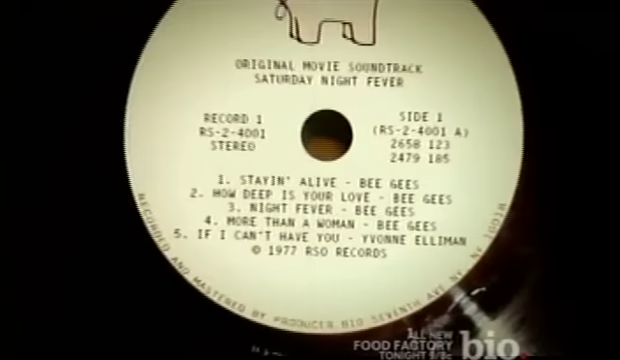 ORIGINAL MOVIE SOUNDTRACK
SATURDAY NIGHT FEVER
RECORD 1
RS-2-4001
STEREO
SIDE 1
(RS-2-4001 A)
2658 123
2479 185
1. STAYIN' ALIVE - BEE GEES
2. HOW DEEP IS YOUR LOVE - BEE GEES
3. NIGHT FEVER - BEE GEES
4. MORE THAN A WOMAN - BEE GEES
5. IF I CAN'T HAVE YOU - YVONNE ELLIMAN
© 1977 RSO RECORDS
RECORDED AND MASTERED BY PRODUCER BIO SEVENTH AVE NY, NY
ALL NEW
FOOD FACTORY
TONIGHT 9/8c
bio.